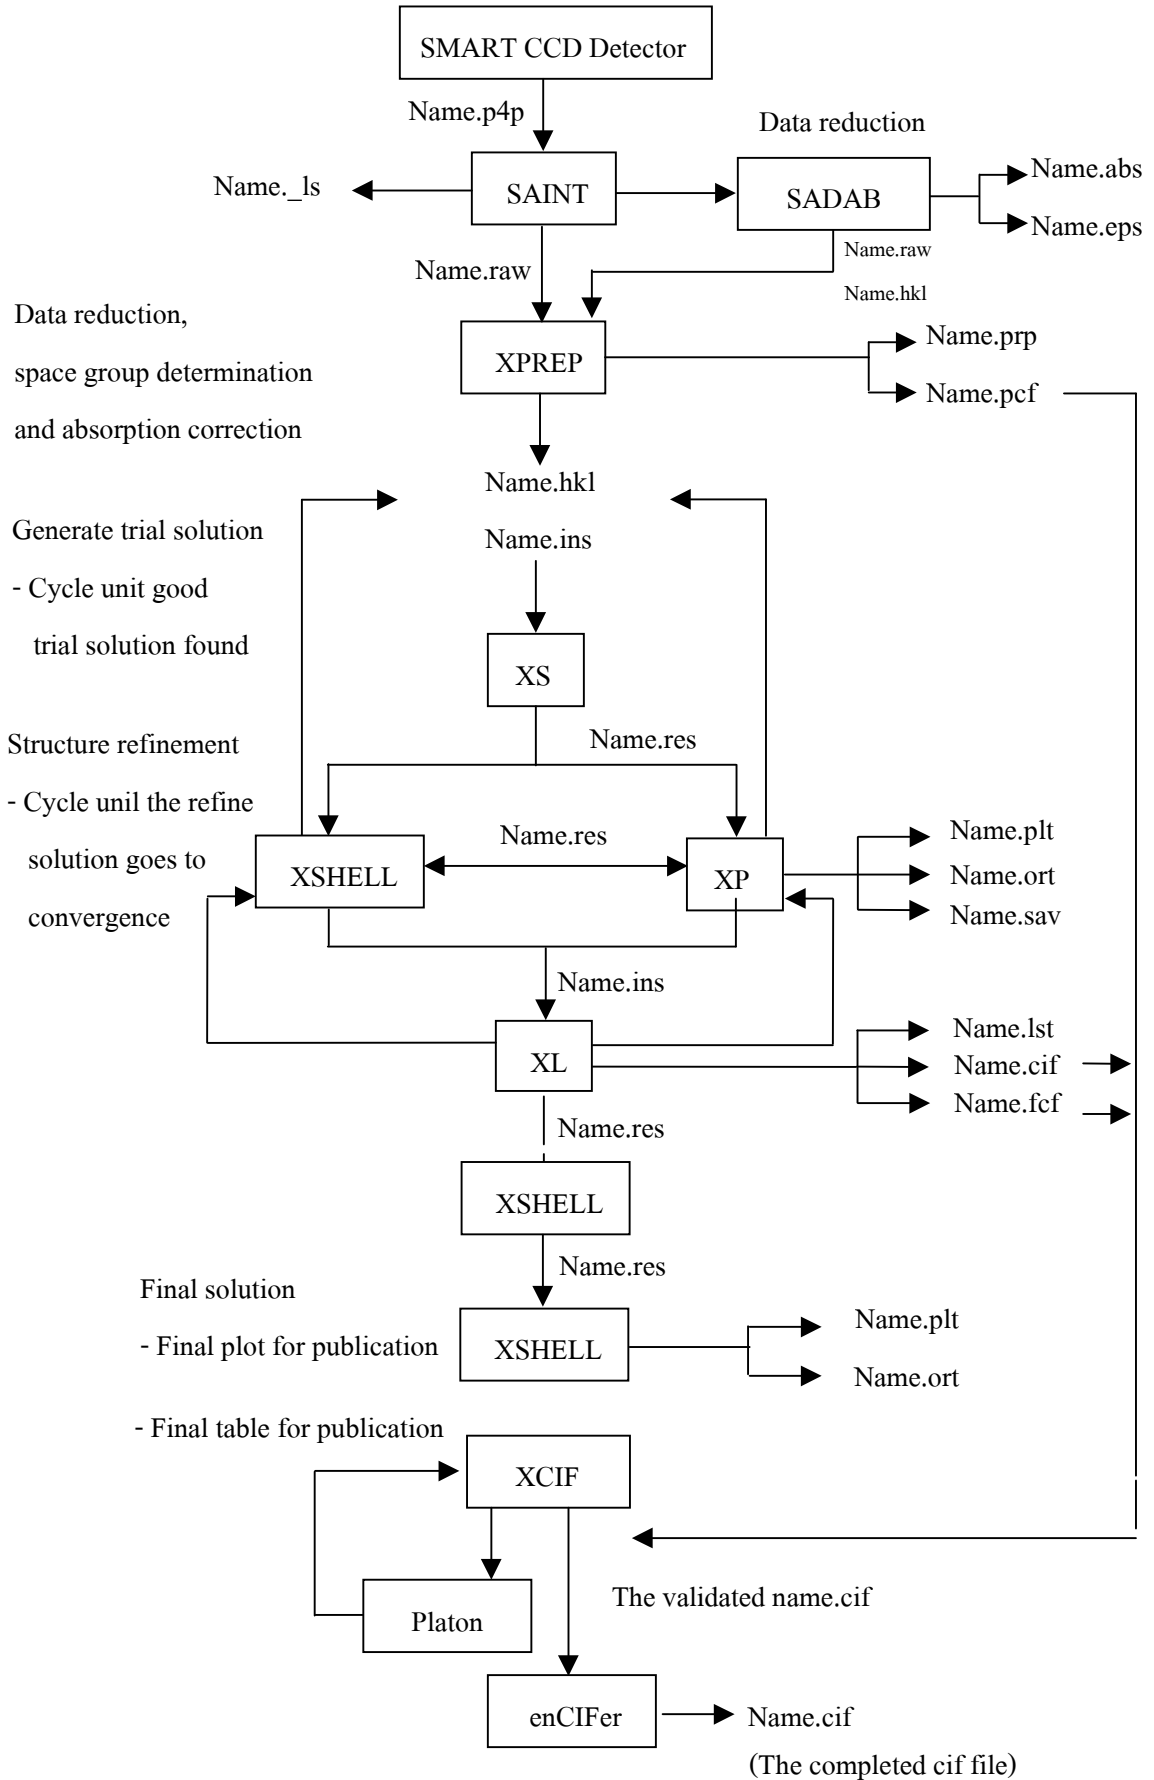 SMART CCD Detector
Name.p4p
Data reduction
Name._ls
SAINT
SADAB
Name.abs
Name.eps
Name.raw
Name.raw
Name.hkl
Data reduction,
space group determination
and absorption correction
XPREP
Name.prp
Name.pcf
Name.hkl
Name.ins
Generate trial solution
- Cycle unit good
trial solution found
XS
Name.res
Structure refinement
- Cycle unil the refine
solution goes to
convergence
XSHELL
Name.res
XP
Name.plt
Name.ort
Name.sav
Name.ins
XL
Name.lst
Name.cif
Name.fcf
Name.res
XSHELL
Name.res
Final solution
- Final plot for publication
XSHELL
Name.plt
Name.ort
- Final table for publication
XCIF
Platon
The validated name.cif
enCIFer
Name.cif
(The completed cif file)